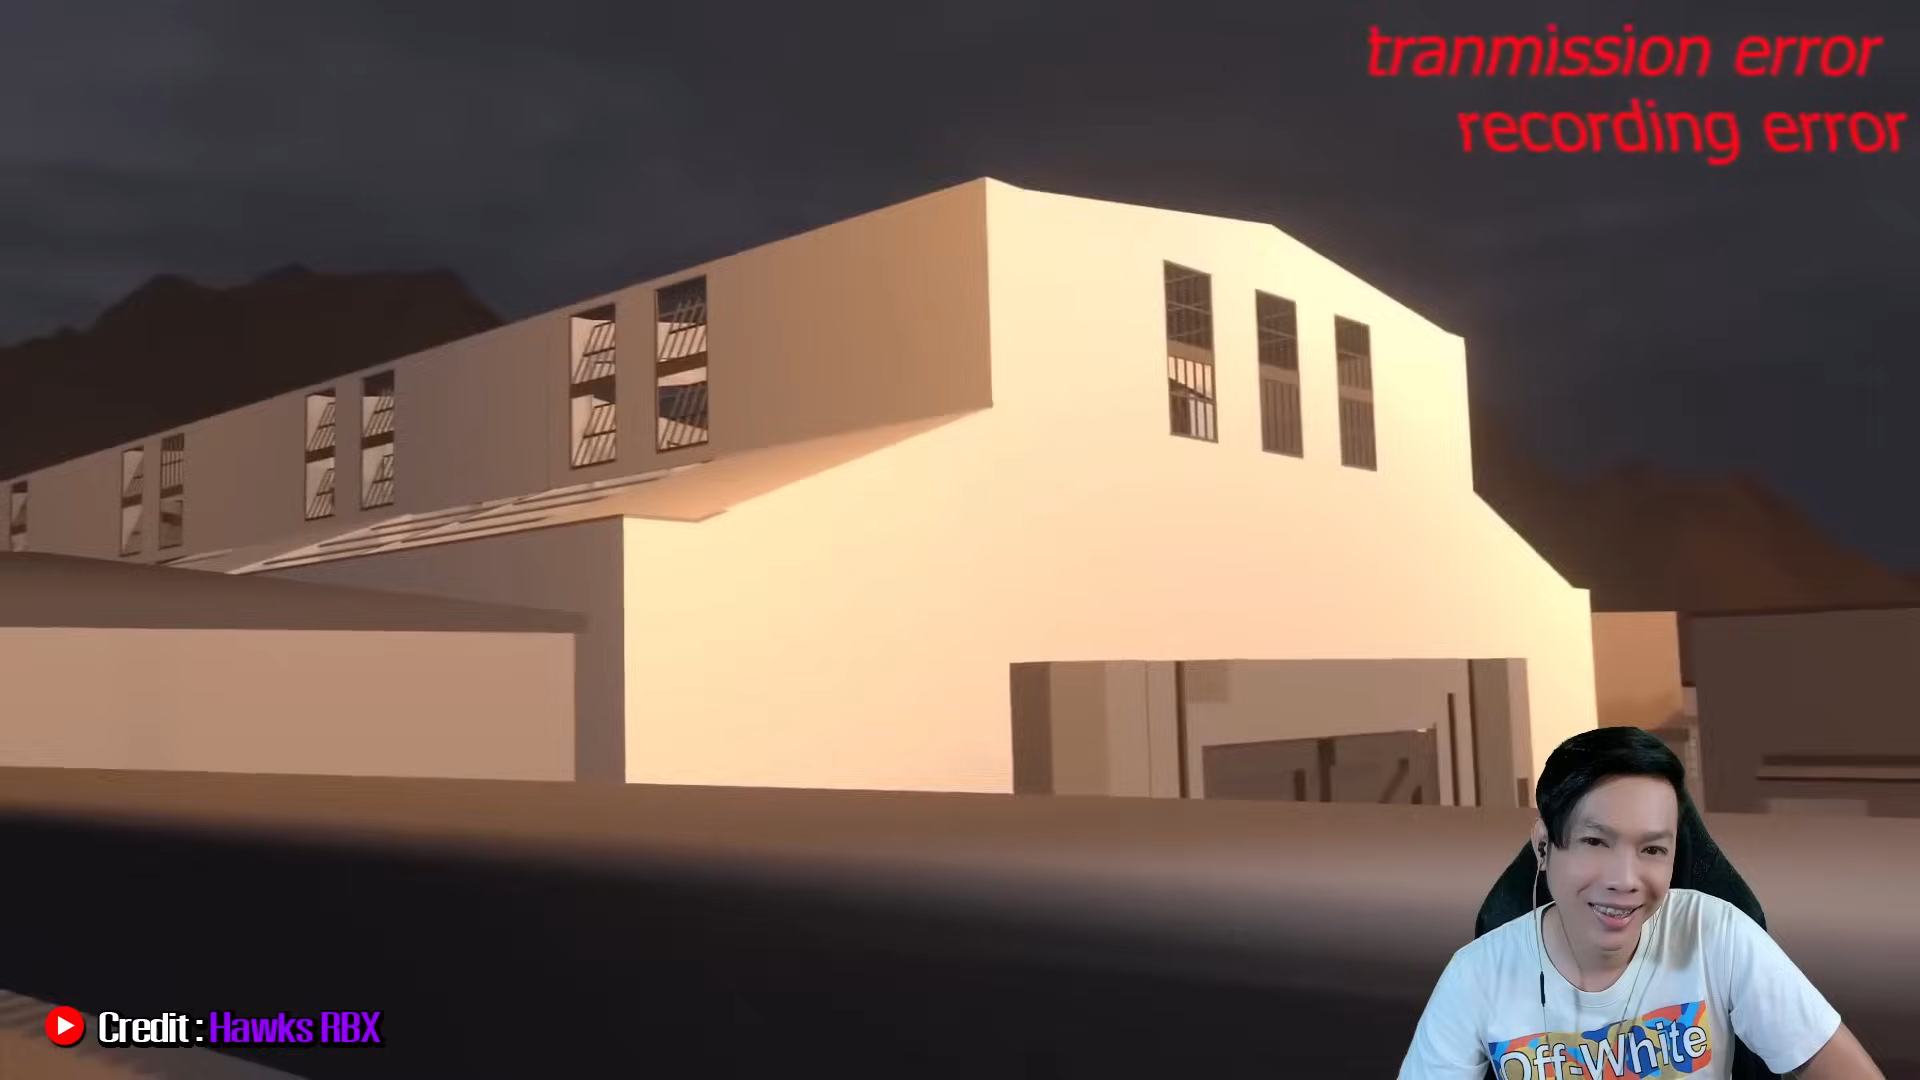 tranmission error
recording error
Credit : Hawks RBX
Off-White